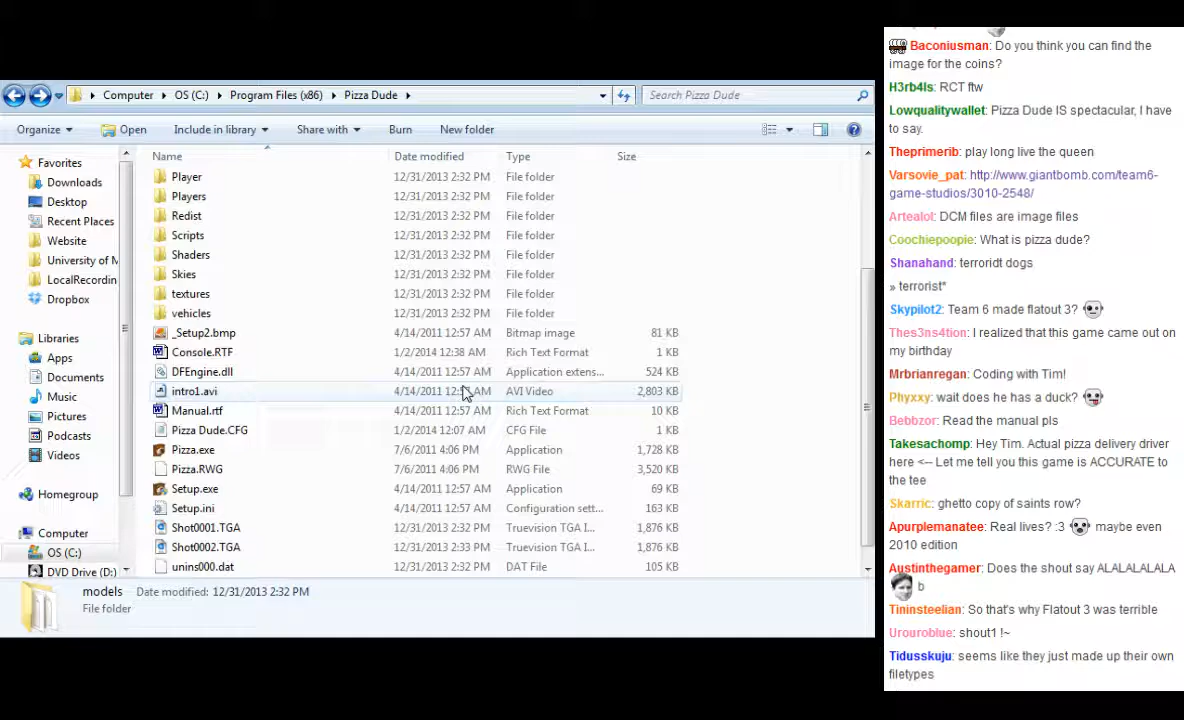 Computer ▸ OS (C:) ▸ Program Files (x86) ▸ Pizza Dude ▸
Search Pizza Dude
Organize Open Include in library Share with Burn New folder
Favorites
Downloads
Desktop
Recent Places
Website
University of M
LocalRecordin
Dropbox
Libraries
Apps
Documents
Music
Pictures
Podcasts
Videos
Homegroup
Computer
OS (C:)
DVD Drive (D:)
Name Date modified Type Size
Player 12/31/2013 2:32 PM File folder
Players 12/31/2013 2:32 PM File folder
Redist 12/31/2013 2:32 PM File folder
Scripts 12/31/2013 2:32 PM File folder
Shaders 12/31/2013 2:32 PM File folder
Skies 12/31/2013 2:32 PM File folder
textures 12/31/2013 2:32 PM File folder
vehicles 12/31/2013 2:32 PM File folder
_Setup2.bmp 4/14/2011 12:57 AM Bitmap image 81 KB
Console.RTF 1/2/2014 12:38 AM Rich Text Format 1 KB
DFEngine.dll 4/14/2011 12:57 AM Application extens... 524 KB
intro1.avi 4/14/2011 12:5 AM AVI Video 2,803 KB
Manual.rtf 4/14/2011 12:57 AM Rich Text Format 10 KB
Pizza Dude.CFG 1/2/2014 12:07 AM CFG File 1 KB
Pizza.exe 7/6/2011 4:06 PM Application 1,728 KB
Pizza.RWG 7/6/2011 4:06 PM RWG File 3,520 KB
Setup.exe 4/14/2011 12:57 AM Application 69 KB
Setup.ini 4/14/2011 12:57 AM Configuration sett... 163 KB
Shot0001.TGA 12/31/2013 2:32 PM Truevision TGA I... 1,876 KB
Shot0002.TGA 12/31/2013 2:33 PM Truevision TGA I... 1,876 KB
unins000.dat 12/31/2013 2:32 PM DAT File 105 KB
models Date modified: 12/31/2013 2:32 PM
File folder
Baconiusman: Do you think you can find the
image for the coins?
H3rb4ls: RCT ftw
Lowqualitywallet: Pizza Dude IS spectacular, I have
to say.
Theprimerib: play long live the queen
Varsovie_pat: http://www.giantbomb.com/team6-
game-studios/3010-2548/
Artealot: DCM files are image files
Coochiepoopie: What is pizza dude?
Shanahand: terroridt dogs
» terrorist*
Skypilot2: Team 6 made flatout 3?
Thes3ns4tion: I realized that this game came out on
my birthday
Mrbrianregan: Coding with Tim!
Phyxxy: wait does he has a duck?
Bebbzor: Read the manual pls
Takesachomp: Hey Tim. Actual pizza delivery driver
here <-- Let me tell you this game is ACCURATE to
the tee
Skarric: ghetto copy of saints row?
Apurplemanatee: Real lives? :3 maybe even
2010 edition
Austinthegamer: Does the shout say ALALALALALA
b
Tininsteelian: So that's why Flatout 3 was terrible
Urouroblue: shout1 !~
Tidusskuju: seems like they just made up their own
filetypes